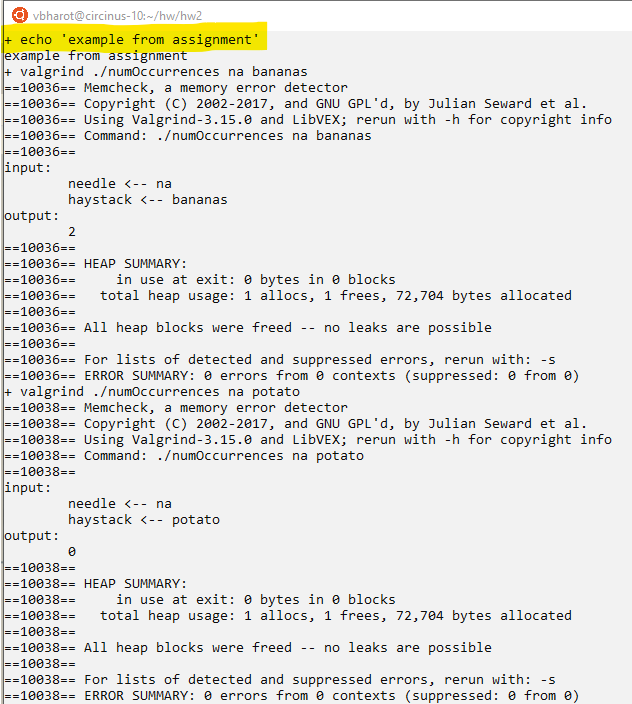 vbharot@circinus-10:~/hw/hw2
+ echo 'example from assignment'
example from assignment
+ valgrind ./numOccurrences na bananas
==10036== Memcheck, a memory error detector
==10036== Copyright (C) 2002-2017, and GNU GPL'd, by Julian Seward et al.
==10036== Using Valgrind-3.15.0 and LibVEX; rerun with -h for copyright info
==10036== Command: ./numOccurrences na bananas
==10036==
input:
        needle <-- na
        haystack <-- bananas
output:
        2
==10036==
==10036== HEAP SUMMARY:
==10036==     in use at exit: 0 bytes in 0 blocks
==10036==   total heap usage: 1 allocs, 1 frees, 72,704 bytes allocated
==10036==
==10036== All heap blocks were freed -- no leaks are possible
==10036==
==10036== For lists of detected and suppressed errors, rerun with: -s
==10036== ERROR SUMMARY: 0 errors from 0 contexts (suppressed: 0 from 0)
+ valgrind ./numOccurrences na potato
==10038== Memcheck, a memory error detector
==10038== Copyright (C) 2002-2017, and GNU GPL'd, by Julian Seward et al.
==10038== Using Valgrind-3.15.0 and LibVEX; rerun with -h for copyright info
==10038== Command: ./numOccurrences na potato
==10038==
input:
        needle <-- na
        haystack <-- potato
output:
        0
==10038==
==10038== HEAP SUMMARY:
==10038==     in use at exit: 0 bytes in 0 blocks
==10038==   total heap usage: 1 allocs, 1 frees, 72,704 bytes allocated
==10038==
==10038== All heap blocks were freed -- no leaks are possible
==10038==
==10038== For lists of detected and suppressed errors, rerun with: -s
==10038== ERROR SUMMARY: 0 errors from 0 contexts (suppressed: 0 from 0)